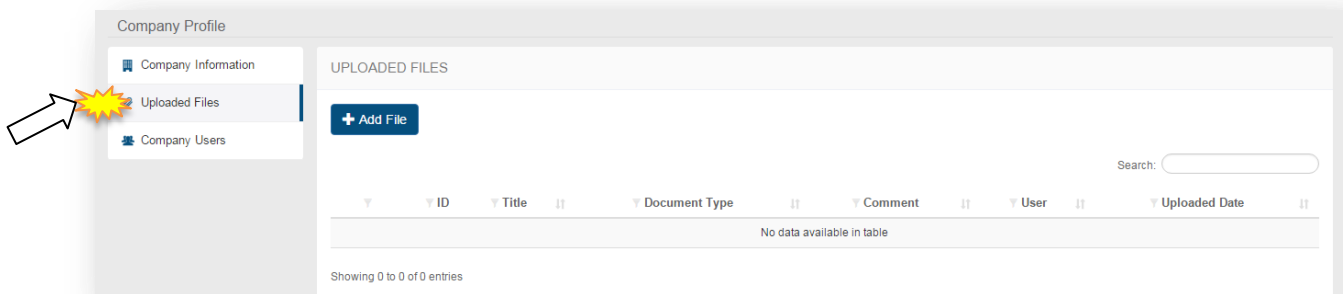 Company Profile
Company Information
Uploaded Files
Company Users
UPLOADED FILES
Add File
Search:
ID Title Document Type Comment User Uploaded Date
No data available in table
Showing 0 to 0 of 0 entries